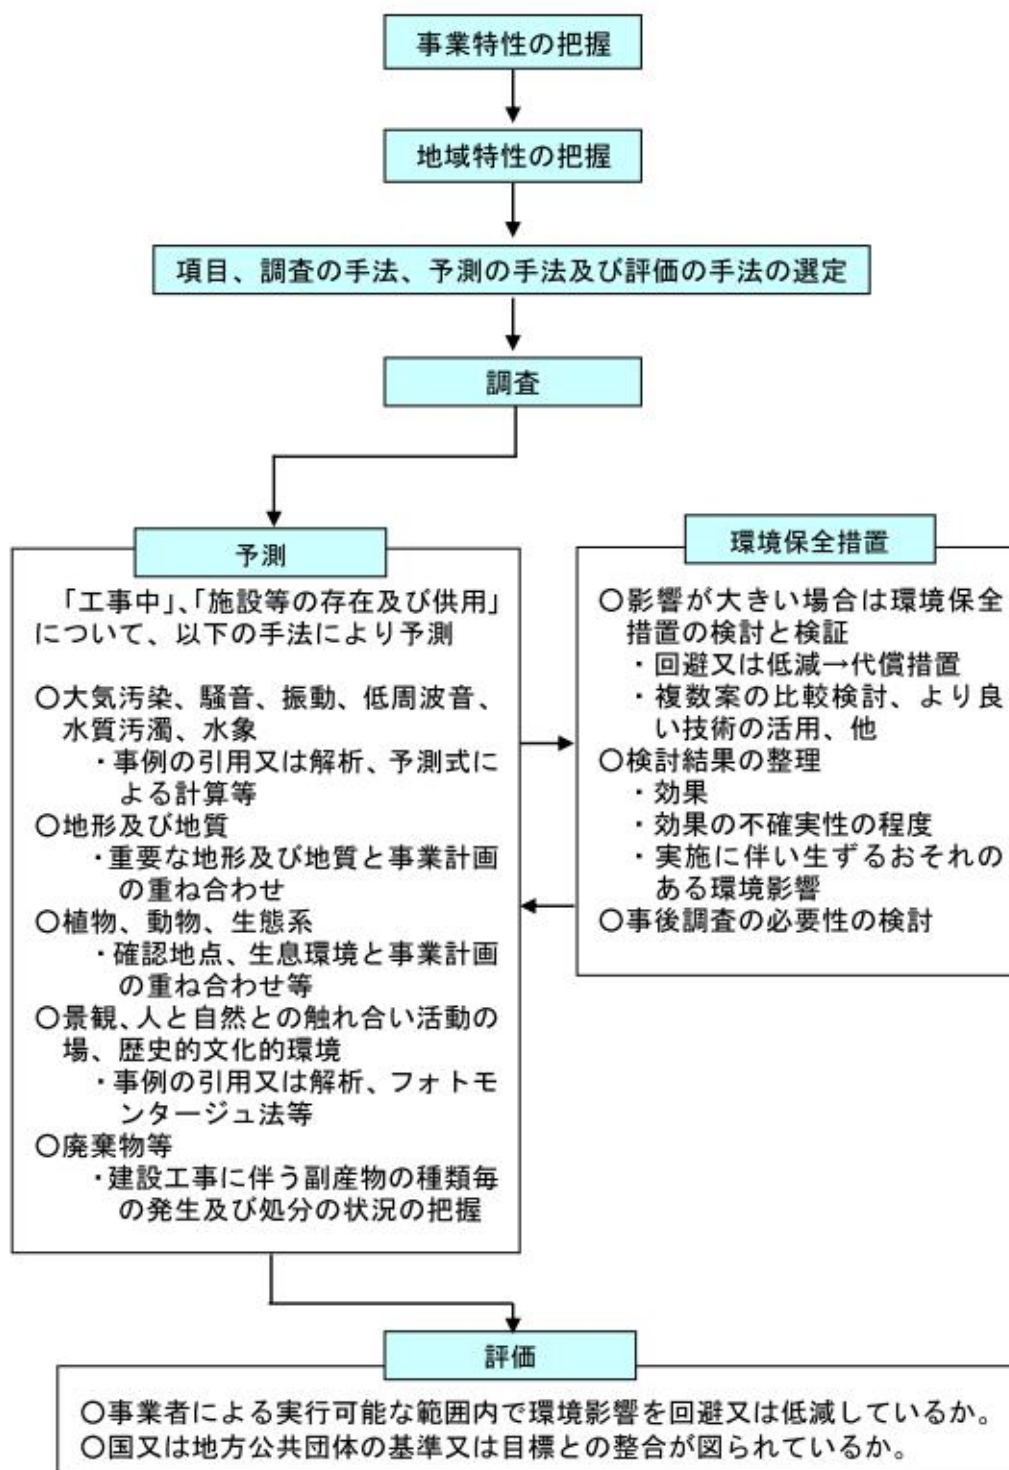 事業特性の把握
地域特性の把握
項目、調査の手法、予測の手法及び評価の手法の選定
調査
予測
「工事中」、「施設等の存在及び供用」
について、以下の手法により予測
○大気汚染、騒音、振動、低周波音、
水質汚濁、水象
・事例の引用又は解析、予測式に
よる計算等
○地形及び地質
・重要な地形及び地質と事業計画
の重ね合わせ
○植物、動物、生態系
・確認地点、生息環境と事業計画
の重ね合わせ等
○景観、人と自然との触れ合い活動の
場、歴史的文化的環境
・事例の引用又は解析、フォトモ
ンタージュ法等
○廃棄物等
・建設工事に伴う副産物の種類毎
の発生及び処分の状況の把握
環境保全措置
○影響が大きい場合は環境保全
措置の検討と検証
・回避又は低減→代償措置
・複数案の比較検討、より良
い技術の活用、他
○検討結果の整理
・効果
・効果の不確実性の程度
・実施に伴い生ずるおそれの
ある環境影響
○事後調査の必要性の検討
評価
○事業者による実行可能な範囲内で環境影響を回避又は低減しているか。
○国又は地方公共団体の基準又は目標との整合が図られているか。